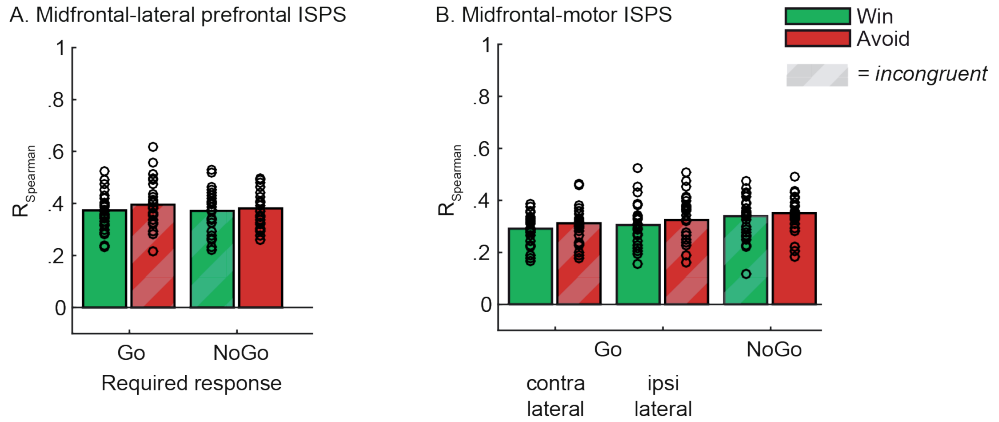 A. Midfrontal-lateral prefrontal ISPS
1
.8
.6
.4
.2
0
RSpearman
Go
NoGo
Required response
B. Midfrontal-motor ISPS
1
.8
.6
.4
.2
0
RSpearman
Go
NoGo
contra
lateral
ipsi
lateral
Win
Avoid
= incongruent